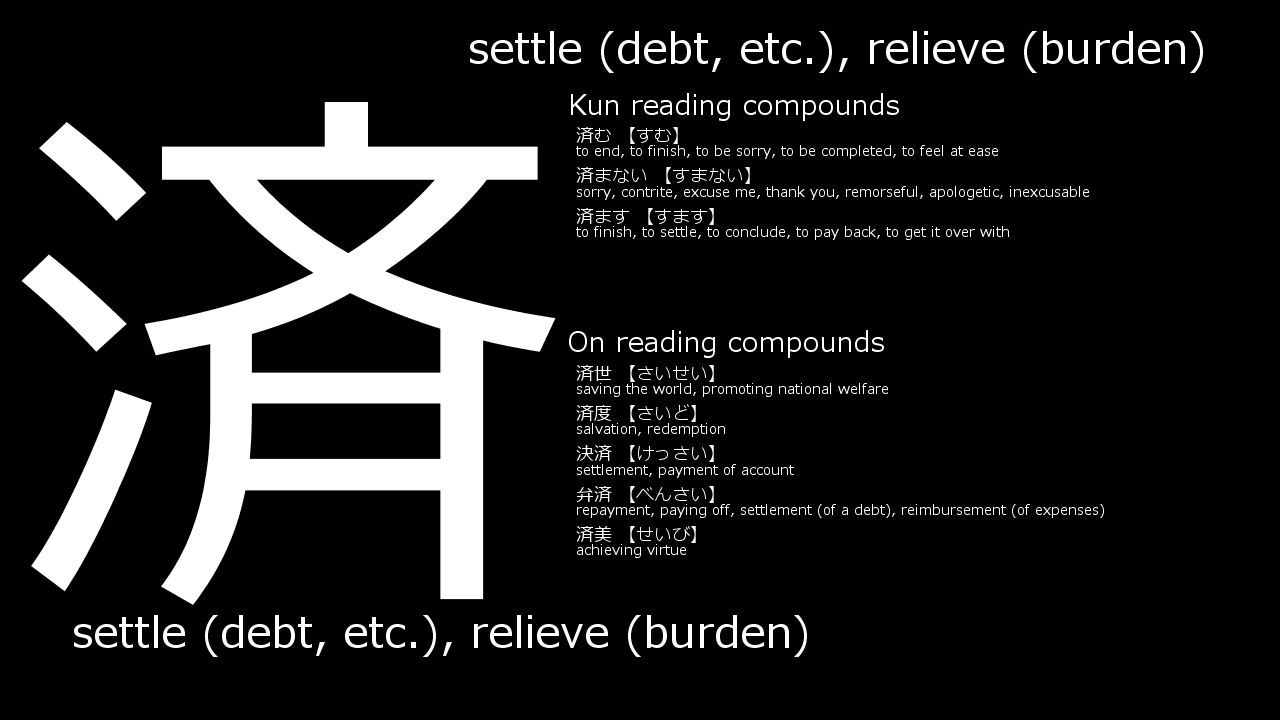 settle (debt, etc.), relieve (burden)
済
Kun reading compounds
済む 【すむ】
to end, to finish, to be sorry, to be completed, to feel at ease
済まない 【すまない】
sorry, contrite, excuse me, thank you, remorseful, apologetic, inexcusable
済ます 【すます】
to finish, to settle, to conclude, to pay back, to get it over with
On reading compounds
済世 【さいせい】
saving the world, promoting national welfare
済度 【さいど】
salvation, redemption
決済 【けっさい】
settlement, payment of account
弁済 【べんさい】
repayment, paying off, settlement (of a debt), reimbursement (of expenses)
済美 【せいび】
achieving virtue
settle (debt, etc.), relieve (burden)